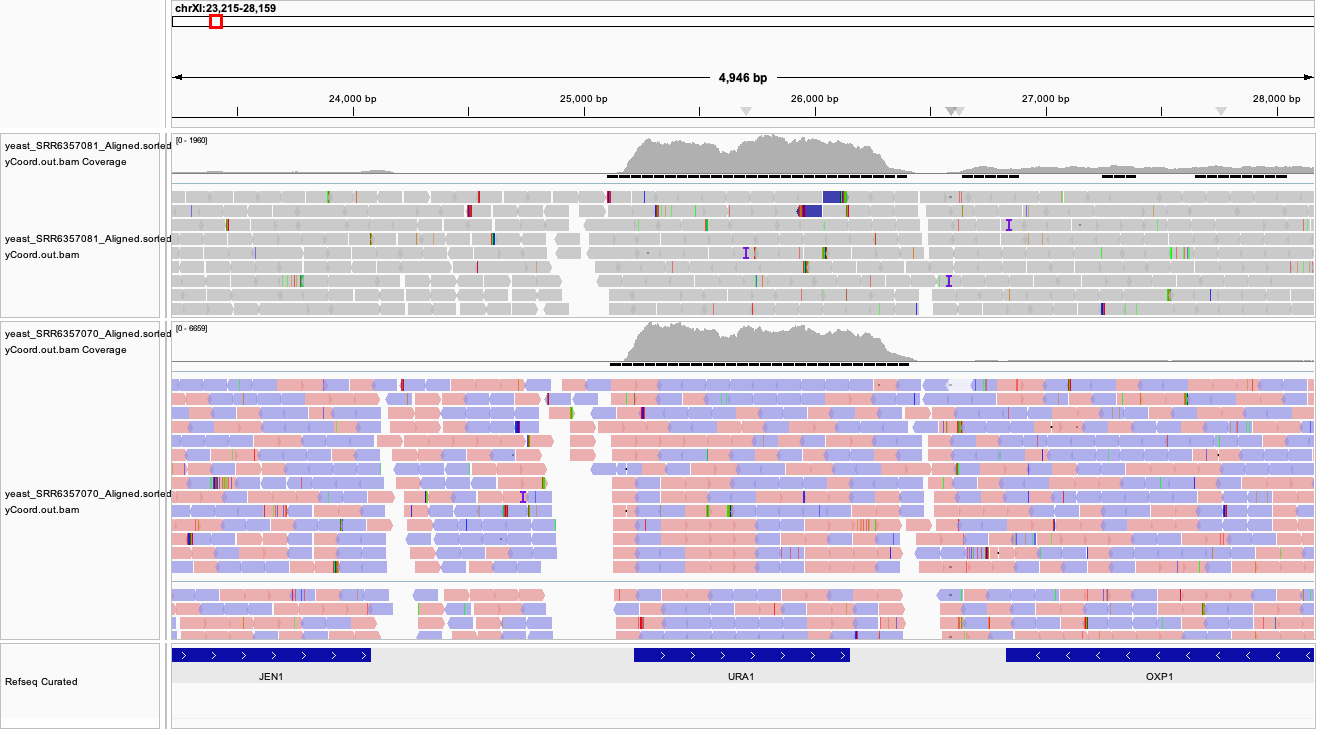 chrXI:23,215-28,159
4,946 bp
24,000 bp 25,000 bp 26,000 bp 27,000 bp 28,000 bp
yeast_SRR6357081_Aligned.sorted
yCoord.out.bam Coverage
[0 - 1960]
yeast_SRR6357081_Aligned.sorted
yCoord.out.bam
yeast_SRR6357070_Aligned.sorted
yCoord.out.bam Coverage
[0 - 6659]
yeast_SRR6357070_Aligned.sorted
yCoord.out.bam
Refseq Curated
JEN1 URA1 OXP1